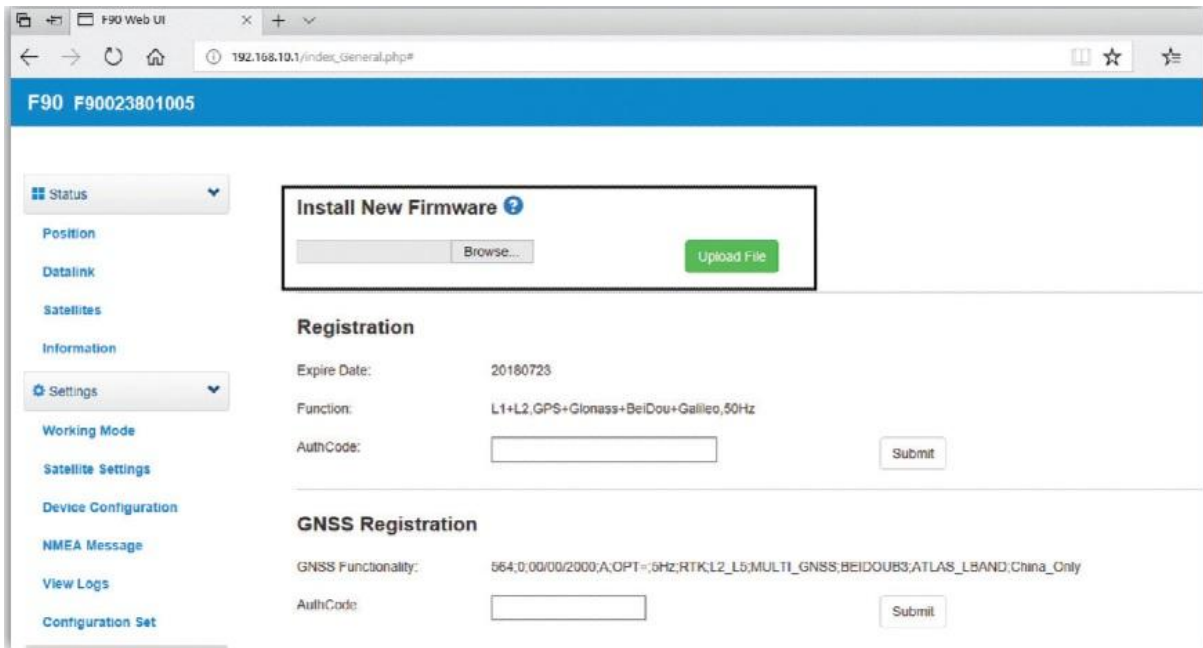 F90 Web UI
192.168.10.1/index_General.php#
F90 F90023801005
Status
Position
Datalink
Satellites
Information
Settings
Working Mode
Satellite Settings
Device Configuration
NMEA Message
View Logs
Configuration Set
Install New Firmware ?
Browse...
Upload File
Registration
Expire Date: 20180723
Function: L1+L2,GPS+Glonass+BeiDou+Galileo,50Hz
AuthCode:
Submit
GNSS Registration
GNSS Functionality: 564;0;00/00/2000;A;OPT=;5Hz;RTK;L2_L5;MULTI_GNSS;BEIDOUB3;ATLAS_LBAND;China_Only
AuthCode
Submit